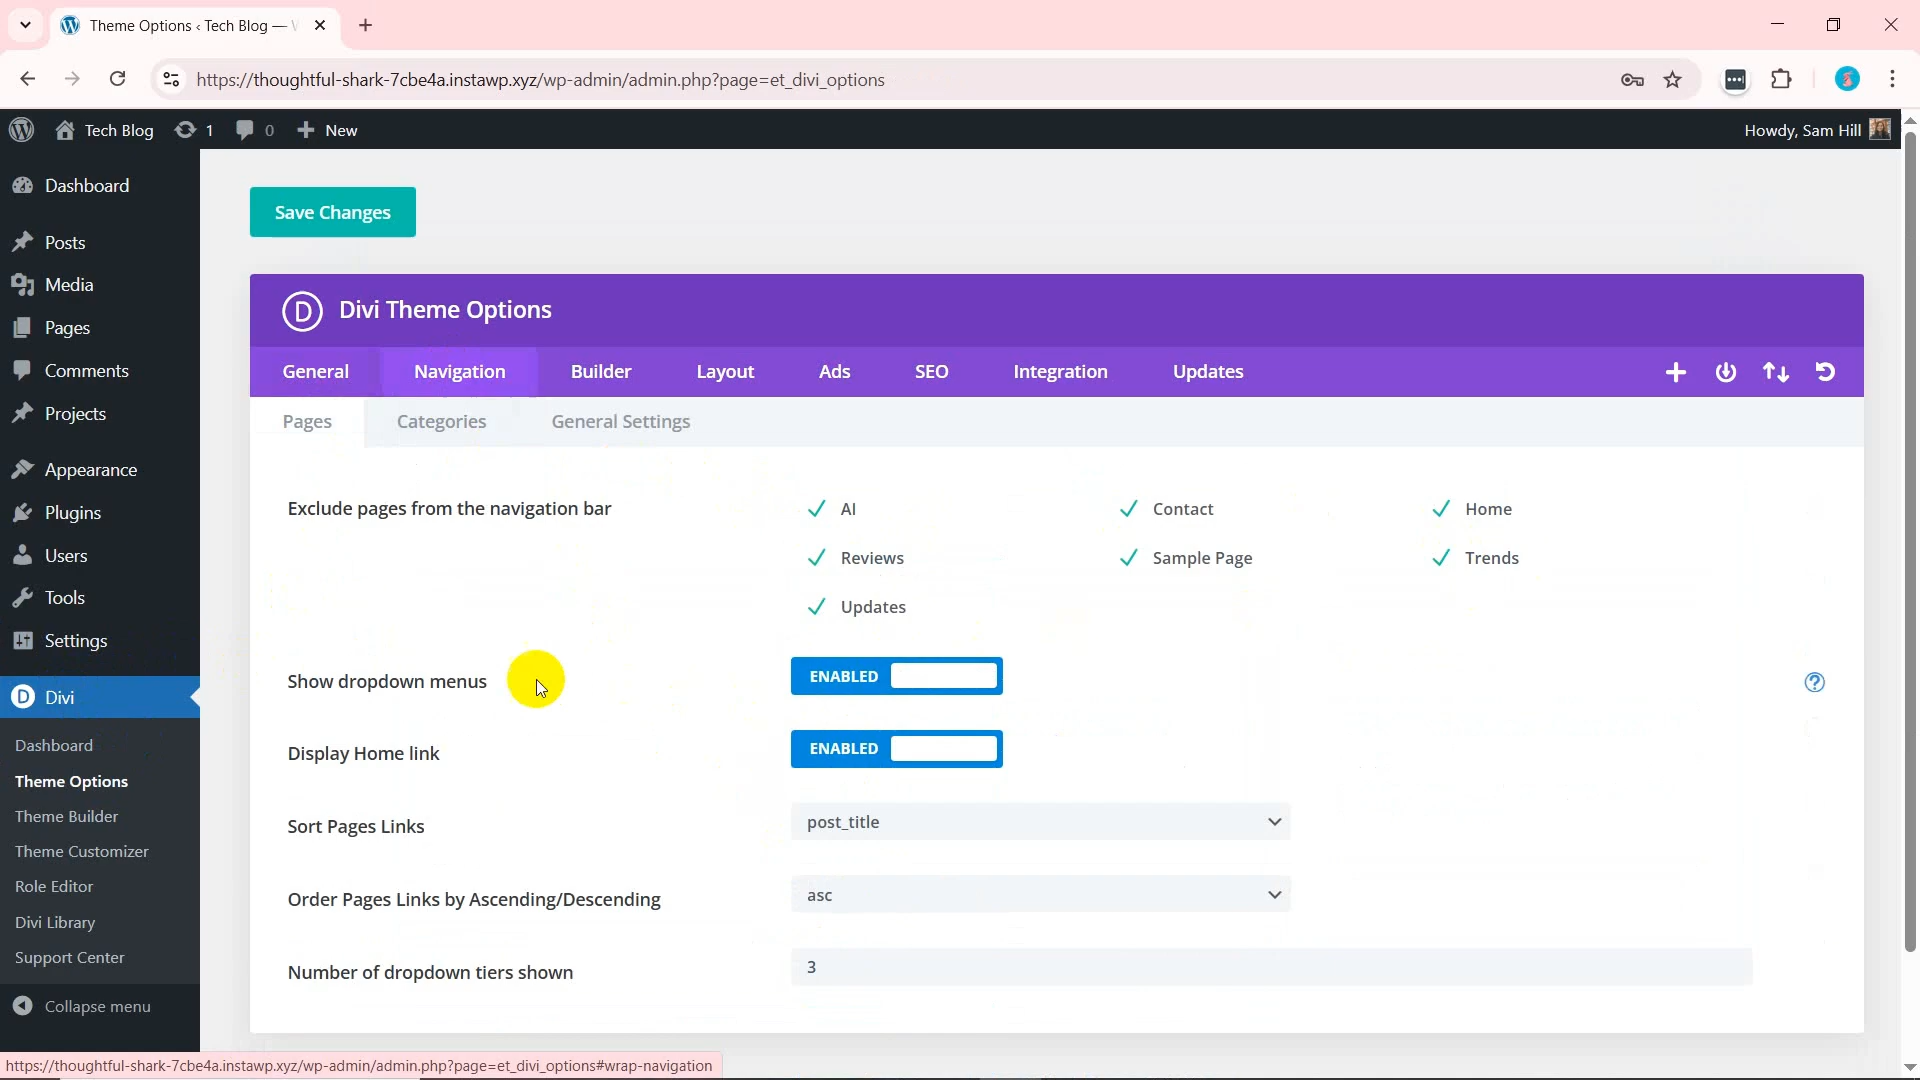 Theme Options ‹ Tech Blog —
https://thoughtful-shark-7cbe4a.instawp.xyz/wp-admin/admin.php?page=et_divi_options
Tech Blog 1 0 New
Howdy, Sam Hill
Dashboard
Posts
Media
Pages
Comments
Projects
Appearance
Plugins
Users
Tools
Settings
D Divi
Dashboard
Theme Options
Theme Builder
Theme Customizer
Role Editor
Divi Library
Support Center
Collapse menu
Save Changes
D Divi Theme Options
General Navigation Builder Layout Ads SEO Integration Updates
Pages Categories General Settings
Exclude pages from the navigation bar
AI Contact Home
Reviews Sample Page Trends
Updates
Show dropdown menus ENABLED ?
Display Home link ENABLED
Sort Pages Links post_title
Order Pages Links by Ascending/Descending asc
Number of dropdown tiers shown 3
https://thoughtful-shark-7cbe4a.instawp.xyz/wp-admin/admin.php?page=et_divi_options#wrap-navigation